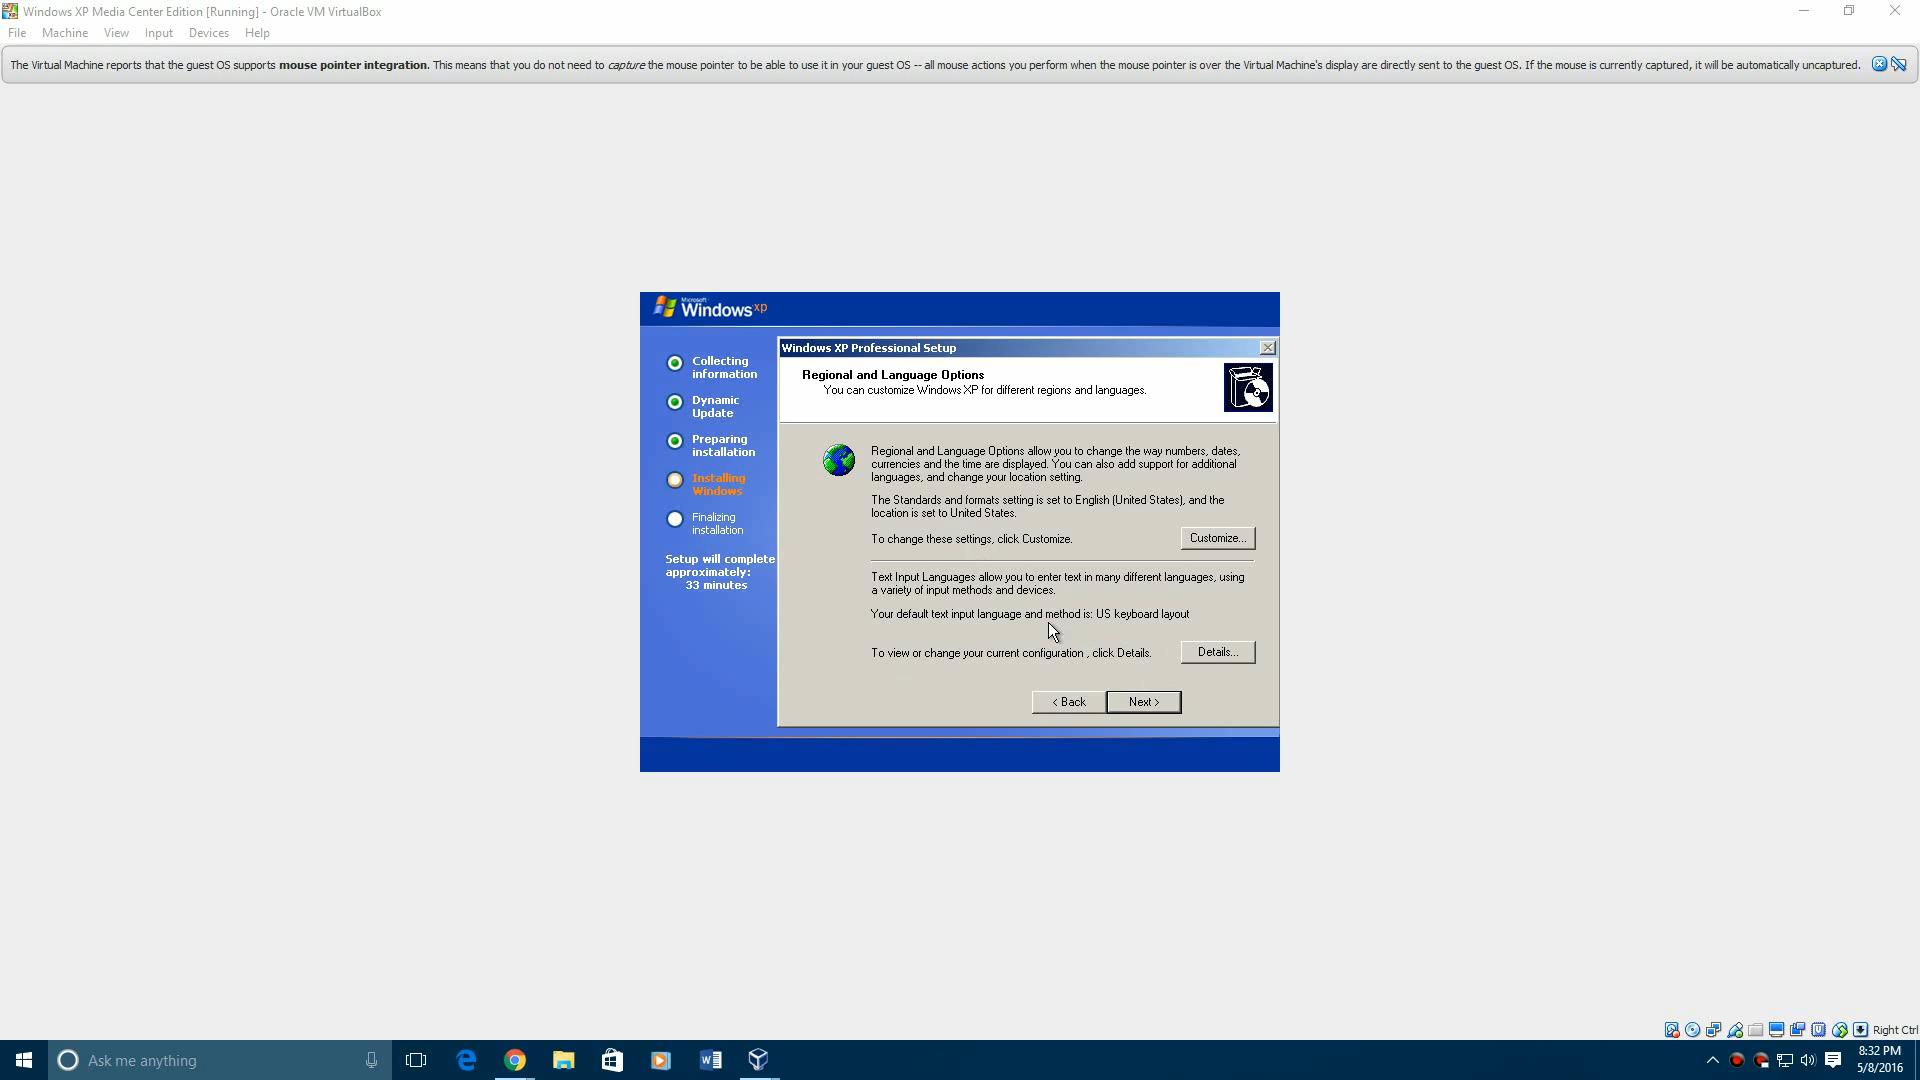 Windows XP Media Center Edition [Running] - Oracle VM VirtualBox
File Machine View Input Devices Help
The Virtual Machine reports that the guest OS supports mouse pointer integration. This means that you do not need to capture the mouse pointer to be able to use it in your guest OS -- all mouse actions you perform when the mouse pointer is over the Virtual Machine's display are directly sent to the guest OS. If the mouse is currently captured, it will be automatically uncaptured.
Microsoft
Windows xp
Collecting
information
Dynamic
Update
Preparing
installation
Installing
Windows
Finalizing
installation
Setup will complete
approximately:
33 minutes
Windows XP Professional Setup
Regional and Language Options
You can customize Windows XP for different regions and languages.
Regional and Language Options allow you to change the way numbers, dates,
currencies and the time are displayed. You can also add support for additional
languages, and change your location setting.
The Standards and formats setting is set to English (United States), and the
location is set to United States.
To change these settings, click Customize.
Customize...
Text Input Languages allow you to enter text in many different languages, using
a variety of input methods and devices.
Your default text input language and method is: US keyboard layout
To view or change your current configuration , click Details.
Details...
< Back
Next >
Right Ctrl
Ask me anything
8:32 PM
5/8/2016